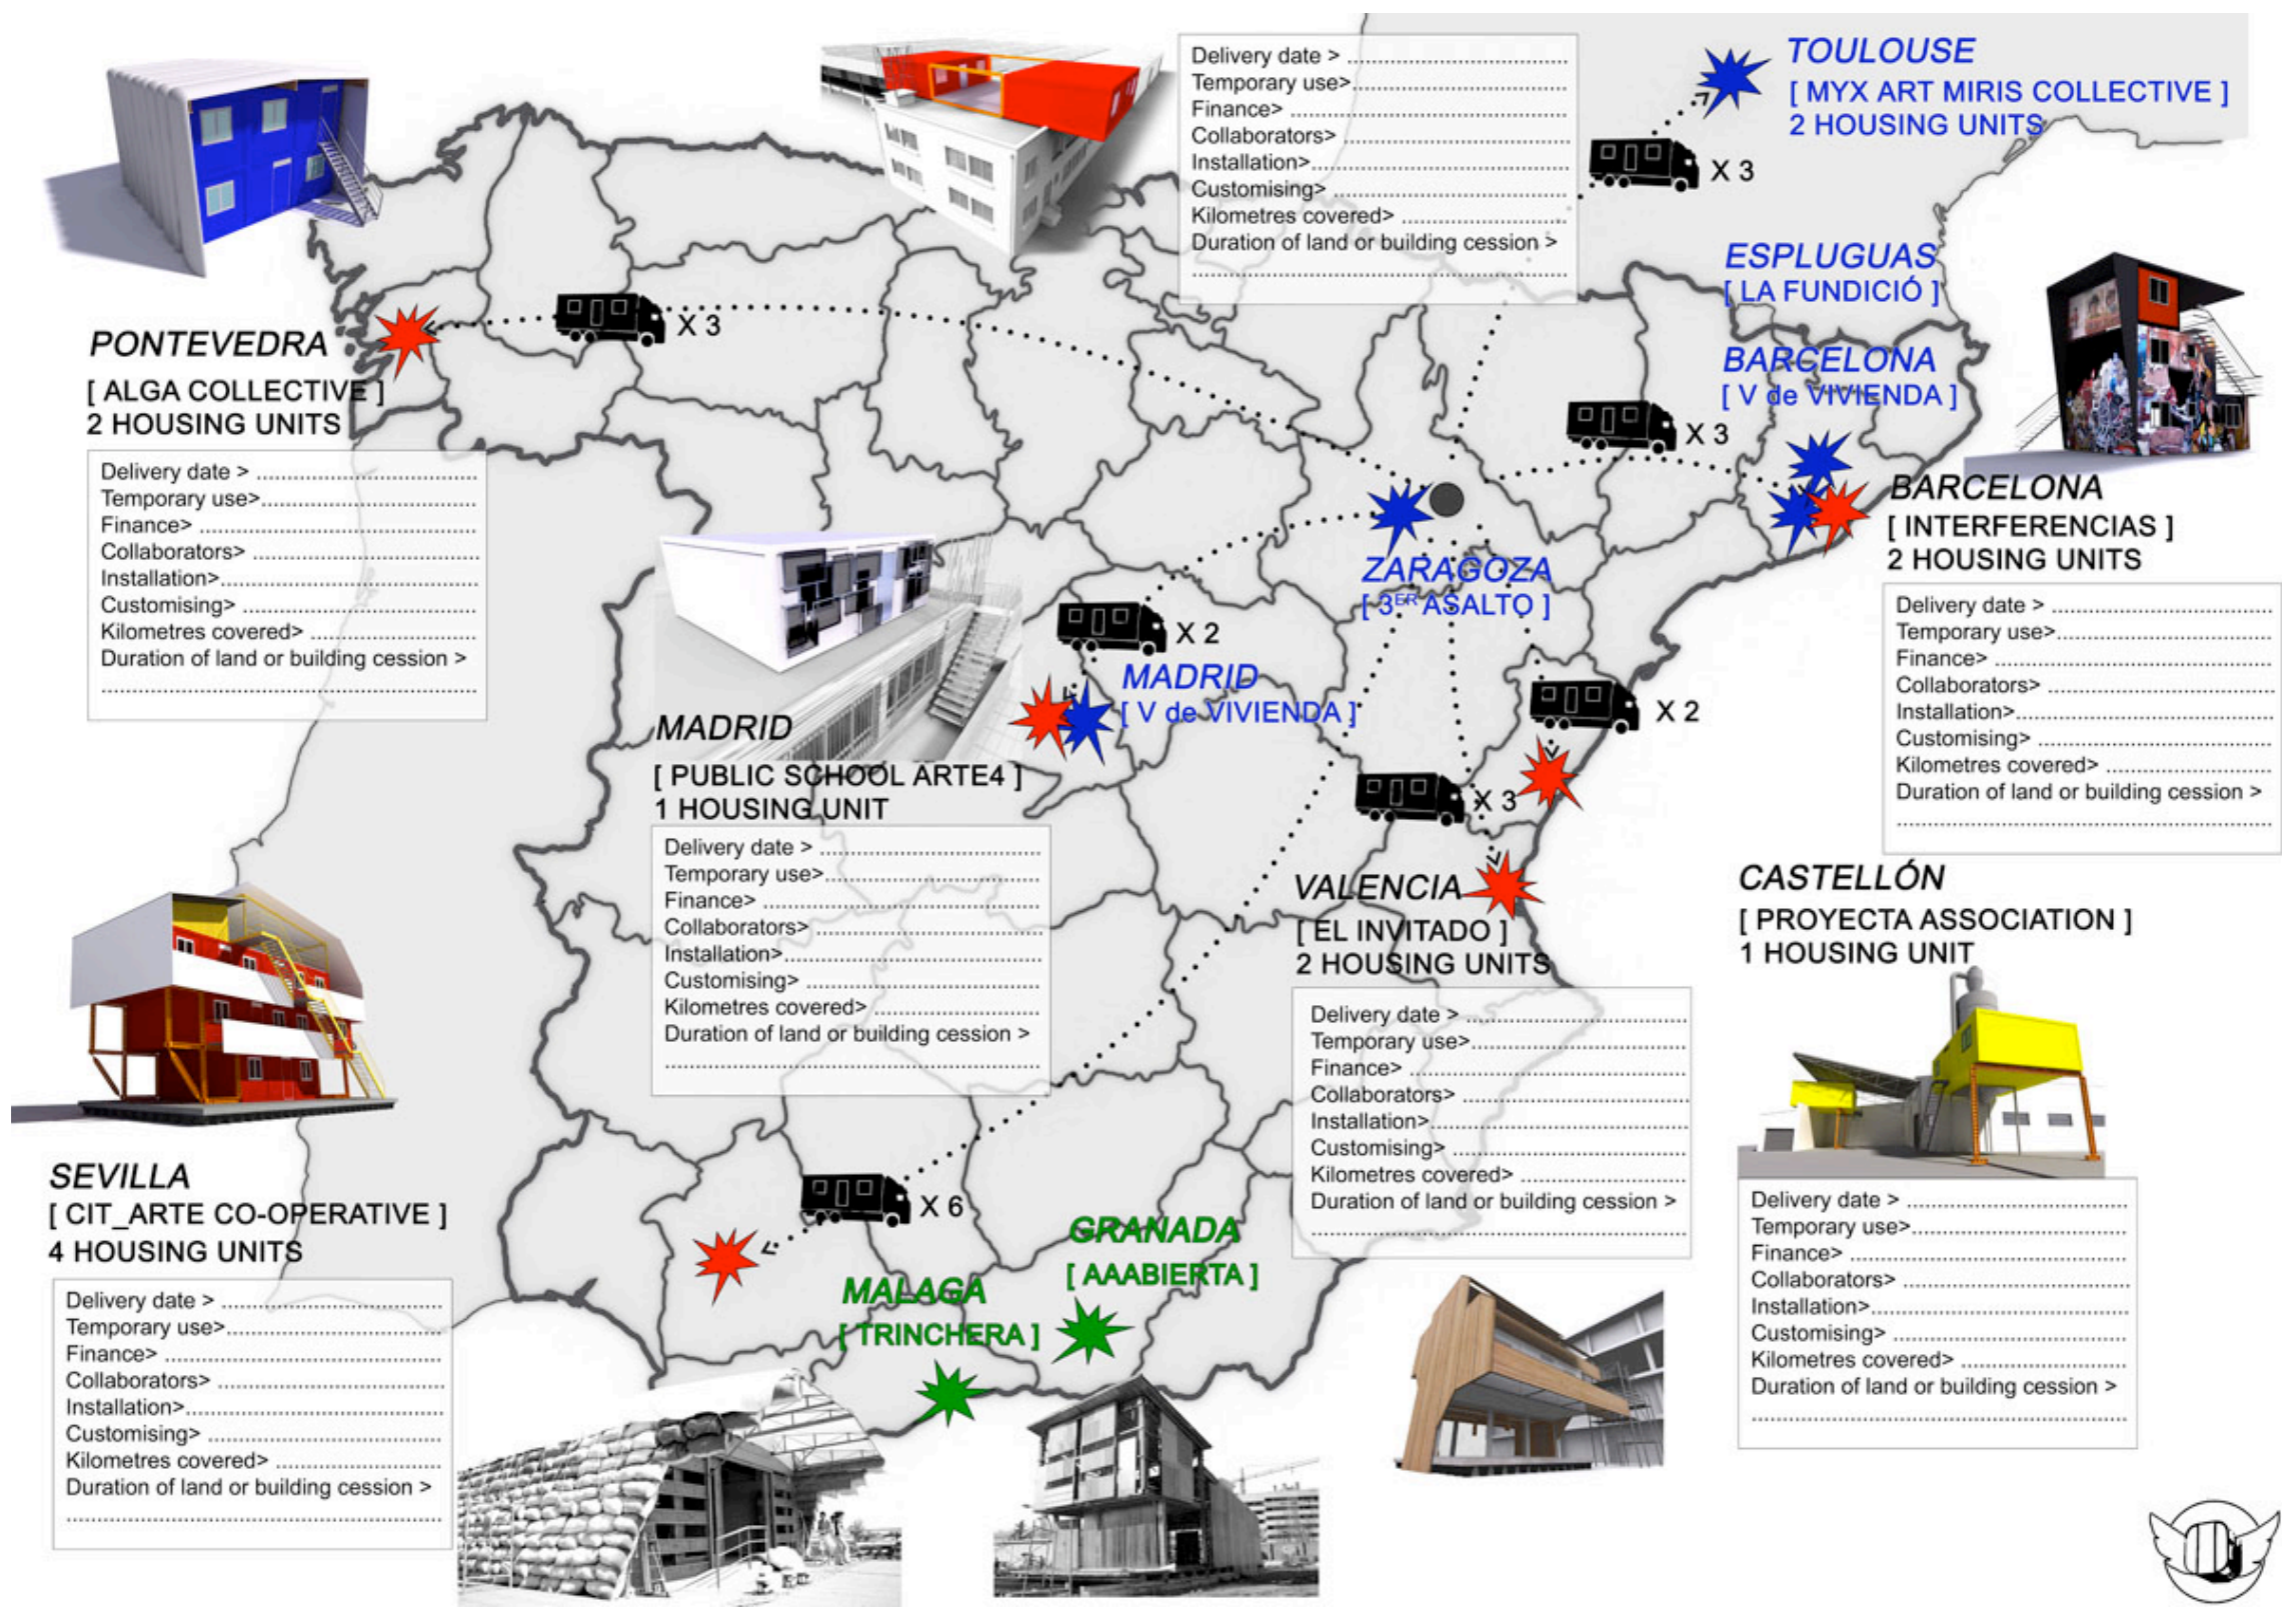 Delivery date > ........................................
Temporary use>........................................
Finance> ........................................
Collaborators> ........................................
Installation>........................................
Customising> ........................................
Kilometres covered> ........................................
Duration of land or building cession >
........................................
TOULOUSE
[ MYX ART MIRIS COLLECTIVE ]
2 HOUSING UNITS
X 3
ESPLUGUAS
[ LA FUNDICIÓ ]
BARCELONA
[ V de VIVIENDA ]
X 3
X 3
PONTEVEDRA
[ ALGA COLLECTIVE ]
2 HOUSING UNITS
Delivery date > ........................................
Temporary use>........................................
Finance> ........................................
Collaborators> ........................................
Installation>........................................
Customising> ........................................
Kilometres covered> ........................................
Duration of land or building cession >
........................................
BARCELONA
[ INTERFERENCIAS ]
2 HOUSING UNITS
Delivery date > ........................................
Temporary use>........................................
Finance> ........................................
Collaborators> ........................................
Installation>........................................
Customising> ........................................
Kilometres covered> ........................................
Duration of land or building cession >
........................................
ZARAGOZA
[ 3ER ASALTO ]
X 2
MADRID
[ V de VIVIENDA ]
X 2
MADRID
[ PUBLIC SCHOOL ARTE4 ]
1 HOUSING UNIT
Delivery date > ........................................
Temporary use>........................................
Finance> ........................................
Collaborators> ........................................
Installation>........................................
Customising> ........................................
Kilometres covered> ........................................
Duration of land or building cession >
........................................
X 3
VALENCIA
[ EL INVITADO ]
2 HOUSING UNITS
Delivery date > ........................................
Temporary use>........................................
Finance> ........................................
Collaborators> ........................................
Installation>........................................
Customising> ........................................
Kilometres covered> ........................................
Duration of land or building cession >
........................................
CASTELLÓN
[ PROYECTA ASSOCIATION ]
1 HOUSING UNIT
Delivery date > ........................................
Temporary use>........................................
Finance> ........................................
Collaborators> ........................................
Installation>........................................
Customising> ........................................
Kilometres covered> ........................................
Duration of land or building cession >
........................................
SEVILLA
[ CIT_ARTE CO-OPERATIVE ]
4 HOUSING UNITS
Delivery date > ........................................
Temporary use>........................................
Finance> ........................................
Collaborators> ........................................
Installation>........................................
Customising> ........................................
Kilometres covered> ........................................
Duration of land or building cession >
........................................
X 6
GRANADA
[ AAABIERTA ]
MALAGA
[ TRINCHERA ]